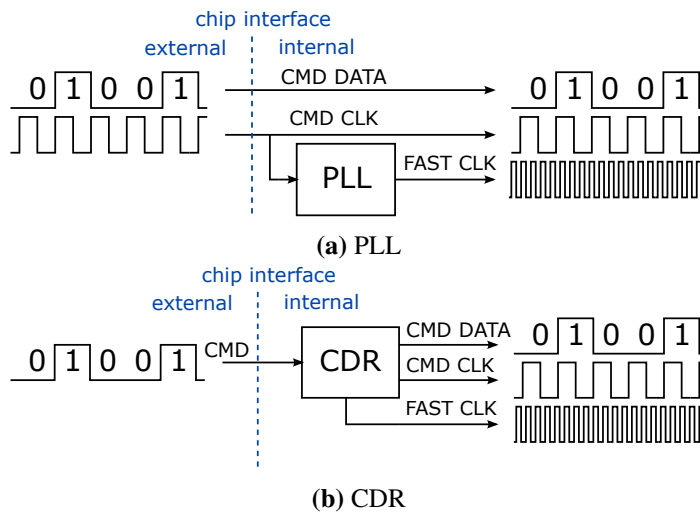 chip interface
external internal
0 1 0 0 1 CMD DATA 0 1 0 0 1
CMD CLK
PLL FAST CLK
(a) PLL
chip interface
external internal
0 1 0 0 1 CMD CDR CMD DATA 0 1 0 0 1
CMD CLK
FAST CLK
(b) CDR